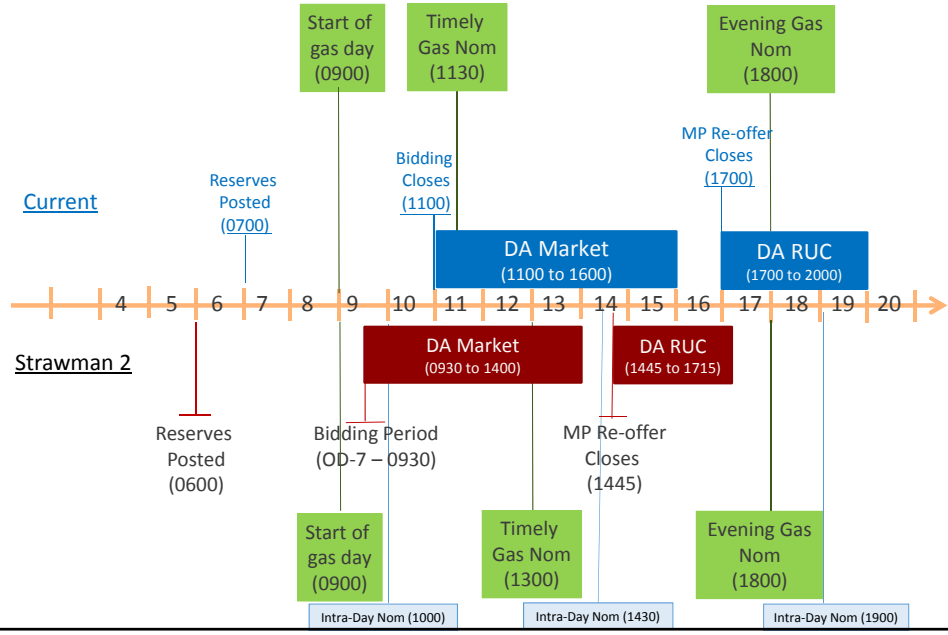 Start of
gas day
(0900)
Timely
Gas Nom
(1130)
Evening Gas
Nom
(1800)
MP Re-offer
Closes
(1700)
Bidding
Closes
(1100)
Reserves
Posted
(0700)
Current
DA Market
(1100 to 1600)
DA RUC
(1700 to 2000)
4 5 6 7 8 9 10 11 12 13 14 15 16 17 18 19 20
Strawman 2
DA Market
(0930 to 1400)
DA RUC
(1445 to 1715)
Reserves
Posted
(0600)
Bidding Period
(OD-7 – 0930)
MP Re-offer
Closes
(1445)
Start of
gas day
(0900)
Timely
Gas Nom
(1300)
Evening Gas
Nom
(1800)
Intra-Day Nom (1000)
Intra-Day Nom (1430)
Intra-Day Nom (1900)